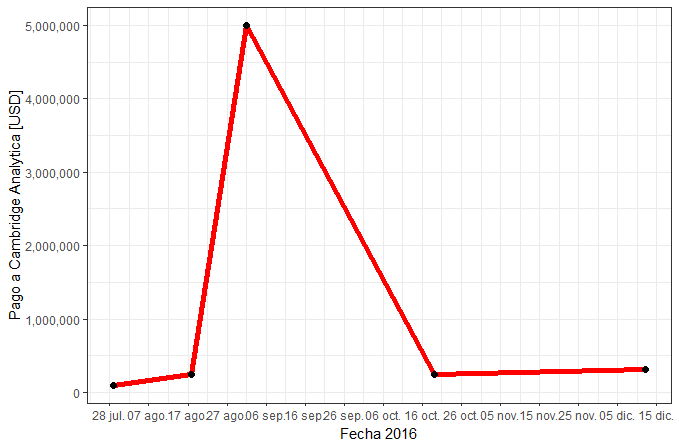 5,000,000
4,000,000
3,000,000
2,000,000
1,000,000
0
Pago a Cambridge Analytica [USD]
28 jul. 07 ago. 17 ago. 27 ago. 06 sep. 16 sep. 26 sep. 06 oct. 16 oct. 26 oct. 05 nov. 15 nov. 25 nov. 05 dic. 15 dic.
Fecha 2016